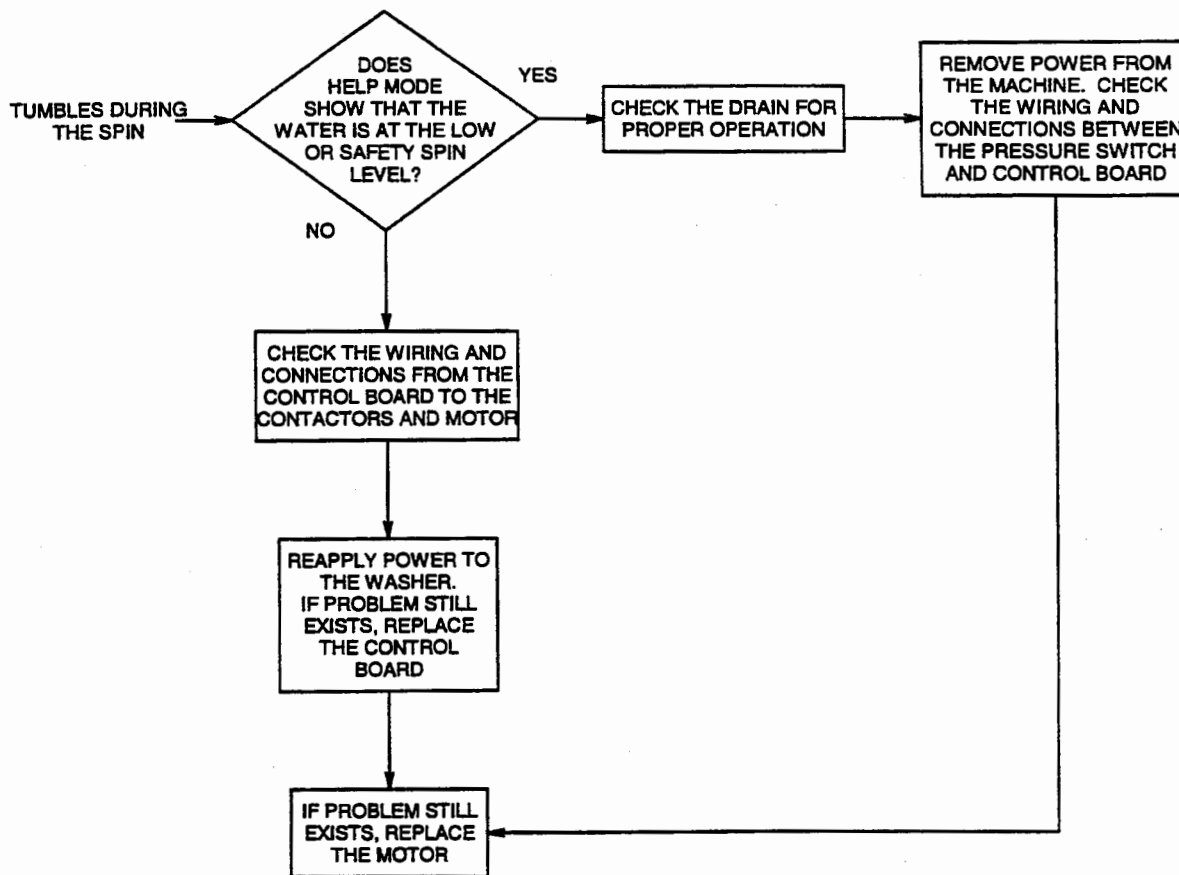 TUMBLES DURING
THE SPIN
DOES
HELP MODE
SHOW THAT THE
WATER IS AT THE LOW
OR SAFETY SPIN
LEVEL?
YES
CHECK THE DRAIN FOR
PROPER OPERATION
REMOVE POWER FROM
THE MACHINE. CHECK
THE WIRING AND
CONNECTIONS BETWEEN
THE PRESSURE SWITCH
AND CONTROL BOARD
NO
CHECK THE WIRING AND
CONNECTIONS FROM THE
CONTROL BOARD TO THE
CONTACTORS AND MOTOR
REAPPLY POWER TO
THE WASHER.
IF PROBLEM STILL
EXISTS, REPLACE
THE CONTROL
BOARD
IF PROBLEM STILL
EXISTS, REPLACE
THE MOTOR